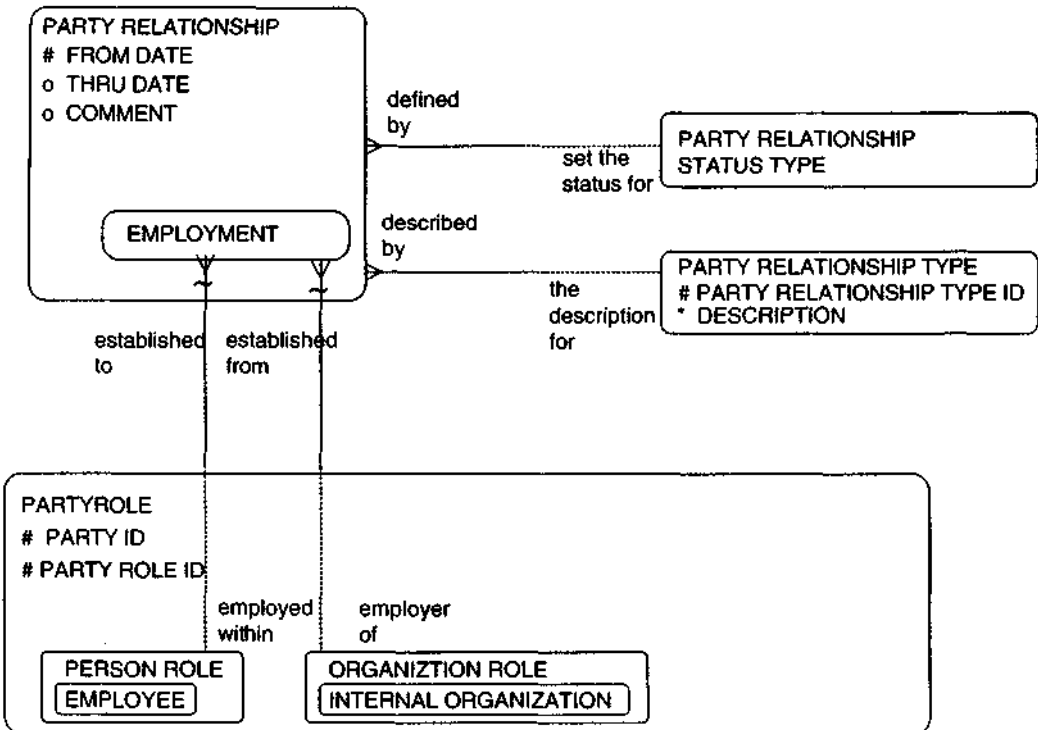 PARTY RELATIONSHIP
# FROM DATE
o THRU DATE
o COMMENT
EMPLOYMENT
defined
by
set the
status for
PARTY RELATIONSHIP
STATUS TYPE
described
by
the
description
for
PARTY RELATIONSHIP TYPE
# PARTY RELATIONSHIP TYPE ID
* DESCRIPTION
established
to
established
from
PARTYROLE
# PARTY ID
# PARTY ROLE ID
employed
within
employer
of
PERSON ROLE
EMPLOYEE
ORGANIZTION ROLE
INTERNAL ORGANIZATION